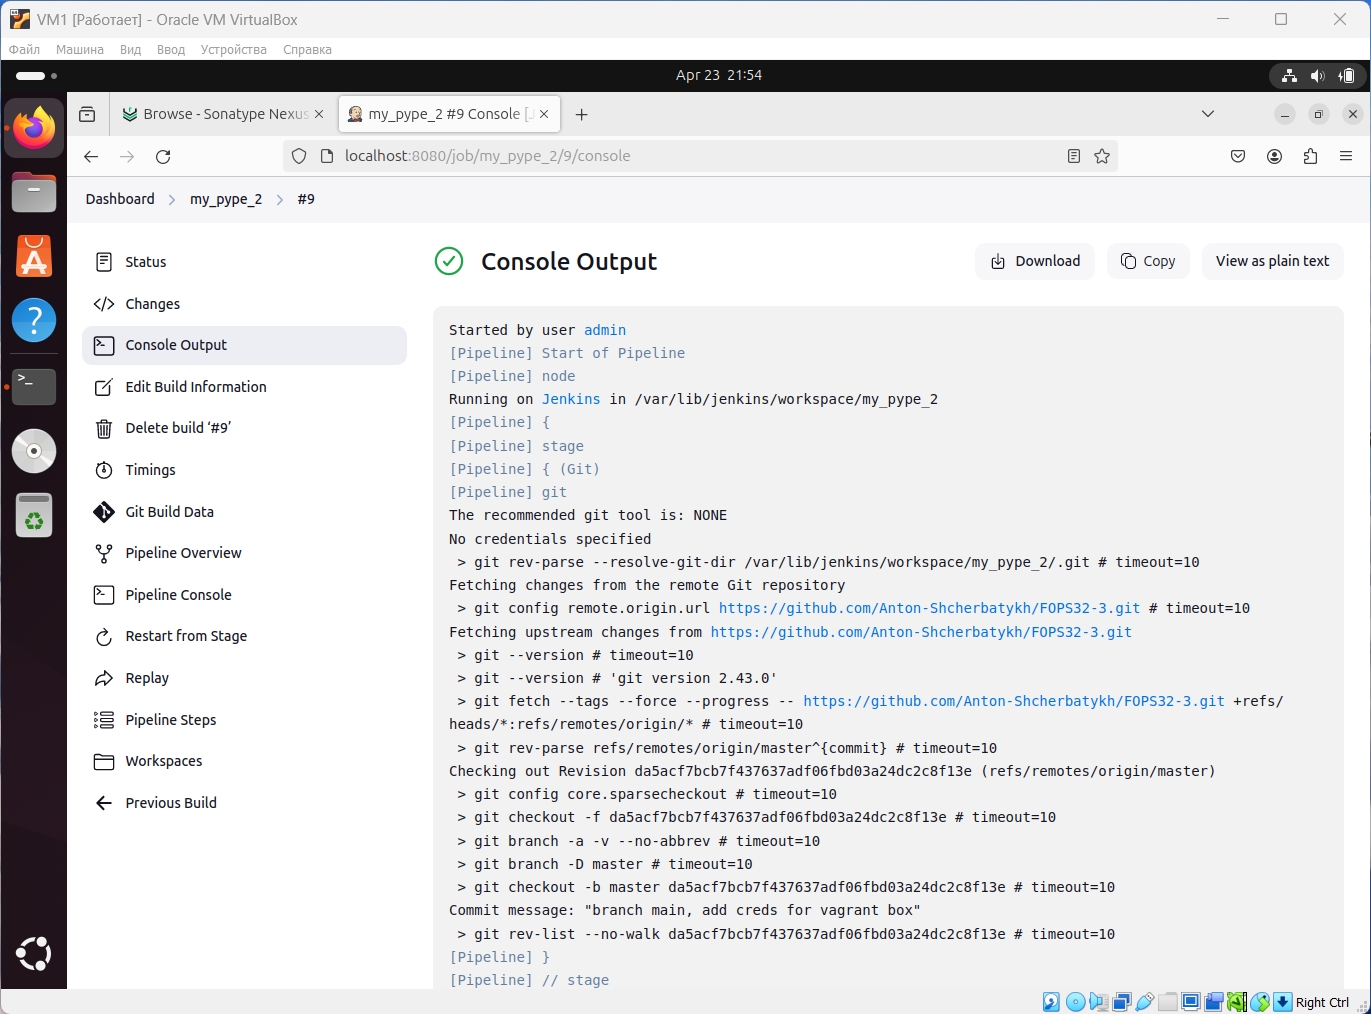 VM1 [Работает] - Oracle VM VirtualBox
Файл Машина Вид Ввод Устройства Справка
Apr 23 21:54
Browse - Sonatype Nexus
my_pype_2 #9 Console [J
localhost:8080/job/my_pype_2/9/console
Dashboard my_pype_2 #9
Status
Changes
Console Output
Edit Build Information
Delete build ‘#9’
Timings
Git Build Data
Pipeline Overview
Pipeline Console
Restart from Stage
Replay
Pipeline Steps
Workspaces
Previous Build
Console Output
Download
Copy
View as plain text
Started by user admin
[Pipeline] Start of Pipeline
[Pipeline] node
Running on Jenkins in /var/lib/jenkins/workspace/my_pype_2
[Pipeline] {
[Pipeline] stage
[Pipeline] { (Git)
[Pipeline] git
The recommended git tool is: NONE
No credentials specified
> git rev-parse --resolve-git-dir /var/lib/jenkins/workspace/my_pype_2/.git # timeout=10
Fetching changes from the remote Git repository
> git config remote.origin.url https://github.com/Anton-Shcherbatykh/FOPS32-3.git # timeout=10
Fetching upstream changes from https://github.com/Anton-Shcherbatykh/FOPS32-3.git
> git --version # timeout=10
> git --version # 'git version 2.43.0'
> git fetch --tags --force --progress -- https://github.com/Anton-Shcherbatykh/FOPS32-3.git +refs/
heads/*:refs/remotes/origin/* # timeout=10
> git rev-parse refs/remotes/origin/master^{commit} # timeout=10
Checking out Revision da5acf7bcb7f437637adf06fbd03a24dc2c8f13e (refs/remotes/origin/master)
> git config core.sparsecheckout # timeout=10
> git checkout -f da5acf7bcb7f437637adf06fbd03a24dc2c8f13e # timeout=10
> git branch -a -v --no-abbrev # timeout=10
> git branch -D master # timeout=10
> git checkout -b master da5acf7bcb7f437637adf06fbd03a24dc2c8f13e # timeout=10
Commit message: "branch main, add creds for vagrant box"
> git rev-list --no-walk da5acf7bcb7f437637adf06fbd03a24dc2c8f13e # timeout=10
[Pipeline] }
[Pipeline] // stage
Right Ctrl